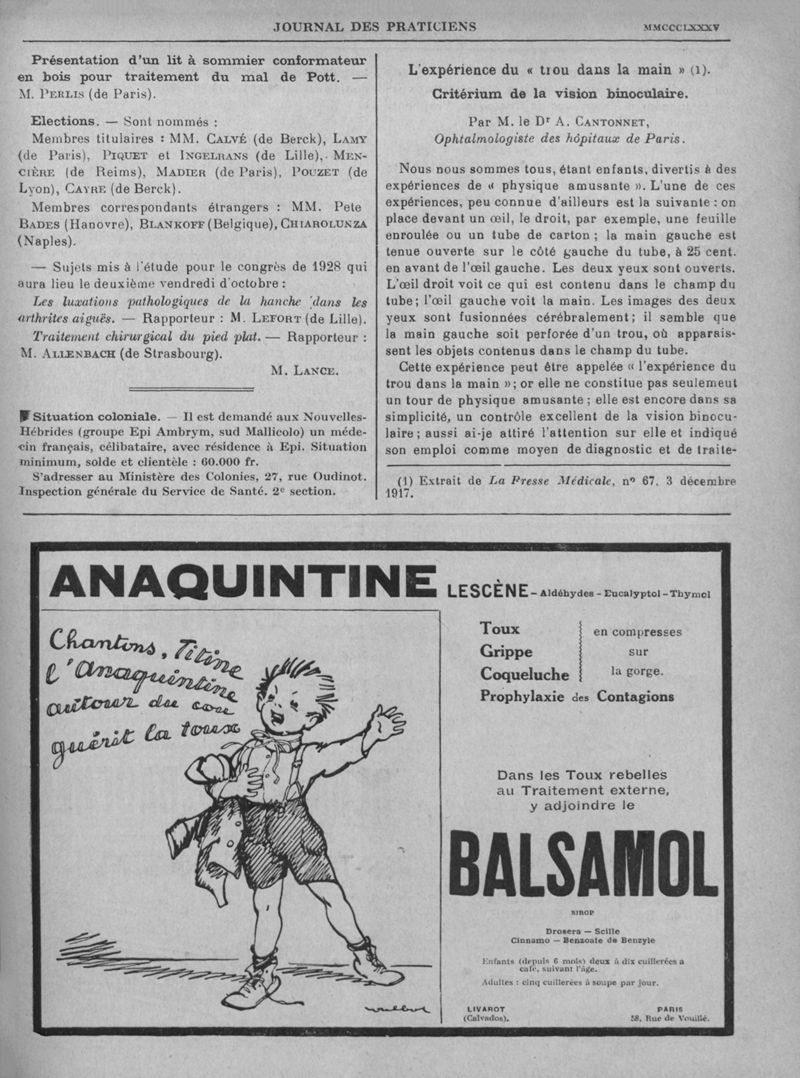 JOURNAL DES PRATICIENS
MMCCCLXXXV
Présentation d'un lit à sommier conformateur
en bois pour traitement du mal de Pott. —
M. PERLIS (de Paris).
Elections. — Sont nommés :
Membres titulaires : MM. CALVÉ (de Berck), LAMY
(de Paris), PIQUET et INGELRANS (de Lille), MEN-
CIÈRE (de Reims), MADIER (de Paris), POUZET (de
Lyon), CAYRE (de Berck).
Membres correspondants étrangers : MM. Pete
BADES (Hanovre), BLANKOFF (Belgique), CHIAROLUNZA
(Naples).
— Sujets mis à l'étude pour le congrès de 1928 qui
aura lieu le deuxième vendredi d'octobre :
Les luxations pathologiques de la hanche dans les
arthrites aiguës. — Rapporteur : M. LEFORT (de Lille).
Traitement chirurgical du pied plat. — Rapporteur :
M. ALLENBACH (de Strasbourg).
M. LANCE.
Situation coloniale. — Il est demandé aux Nouvelles-
Hébrides (groupe Epi Ambrym, sud Mallicolo) un méde-
cin français, célibataire, avec résidence à Epi. Situation
minimum, solde et clientèle : 60.000 fr.
S'adresser au Ministère des Colonies, 27, rue Oudinot.
Inspection générale du Service de Santé. 2e section.
L'expérience du « trou dans la main » (1).
Critérium de la vision binoculaire.
Par M. le Dr A. CANTONNET,
Ophtalmologiste des hôpitaux de Paris.
Nous nous sommes tous, étant enfants, divertis à des
expériences de « physique amusante ». L'une de ces
expériences, peu connue d'ailleurs est la suivante : on
place devant un œil, le droit, par exemple, une feuille
enroulée ou un tube de carton ; la main gauche est
tenue ouverte sur le côté gauche du tube, à 25 cent.
en avant de l'œil gauche. Les deux yeux sont ouverts.
L'œil droit voit ce qui est contenu dans le champ du
tube ; l'œil gauche voit la main. Les images des deux
yeux sont fusionnées cérébralement ; il semble que
la main gauche soit perforée d'un trou, où apparais-
sent les objets contenus dans le champ du tube.
Cette expérience peut être appelée « l'expérience du
trou dans la main » ; or elle ne constitue pas seulement
un tour de physique amusante ; elle est encore dans sa
simplicité, un contrôle excellent de la vision binocu-
laire ; aussi ai-je attiré l'attention sur elle et indiqué
son emploi comme moyen de diagnostic et de traite-
(1) Extrait de La Presse Médicale, n° 67, 3 décembre
1917.
ANAQUINTINE LESCÈNE - Aldéhydes - Eucalyptol - Thymol
Chantons, Titine
l'Anaquintine
autour du cou
guérit la toux
Toux
Grippe
Coqueluche
en compresses
sur
la gorge.
Prophylaxie des Contagions
Dans les Toux rebelles
au Traitement externe,
y adjoindre le
BALSAMOL
SIROP
Drosera — Scille
Cinnamo — Benzoate de Benzyle
Enfants (depuis 6 mois) deux à dix cuillerées à
café, suivant l'âge.
Adultes : cinq cuillerées à soupe par jour.
LIVAROT
(Calvados).
PARIS
58, Rue de Vouillé.